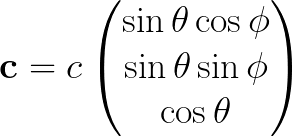 sin θ cos φ
𝐜 = c ( sin θ sin φ )
cos θ